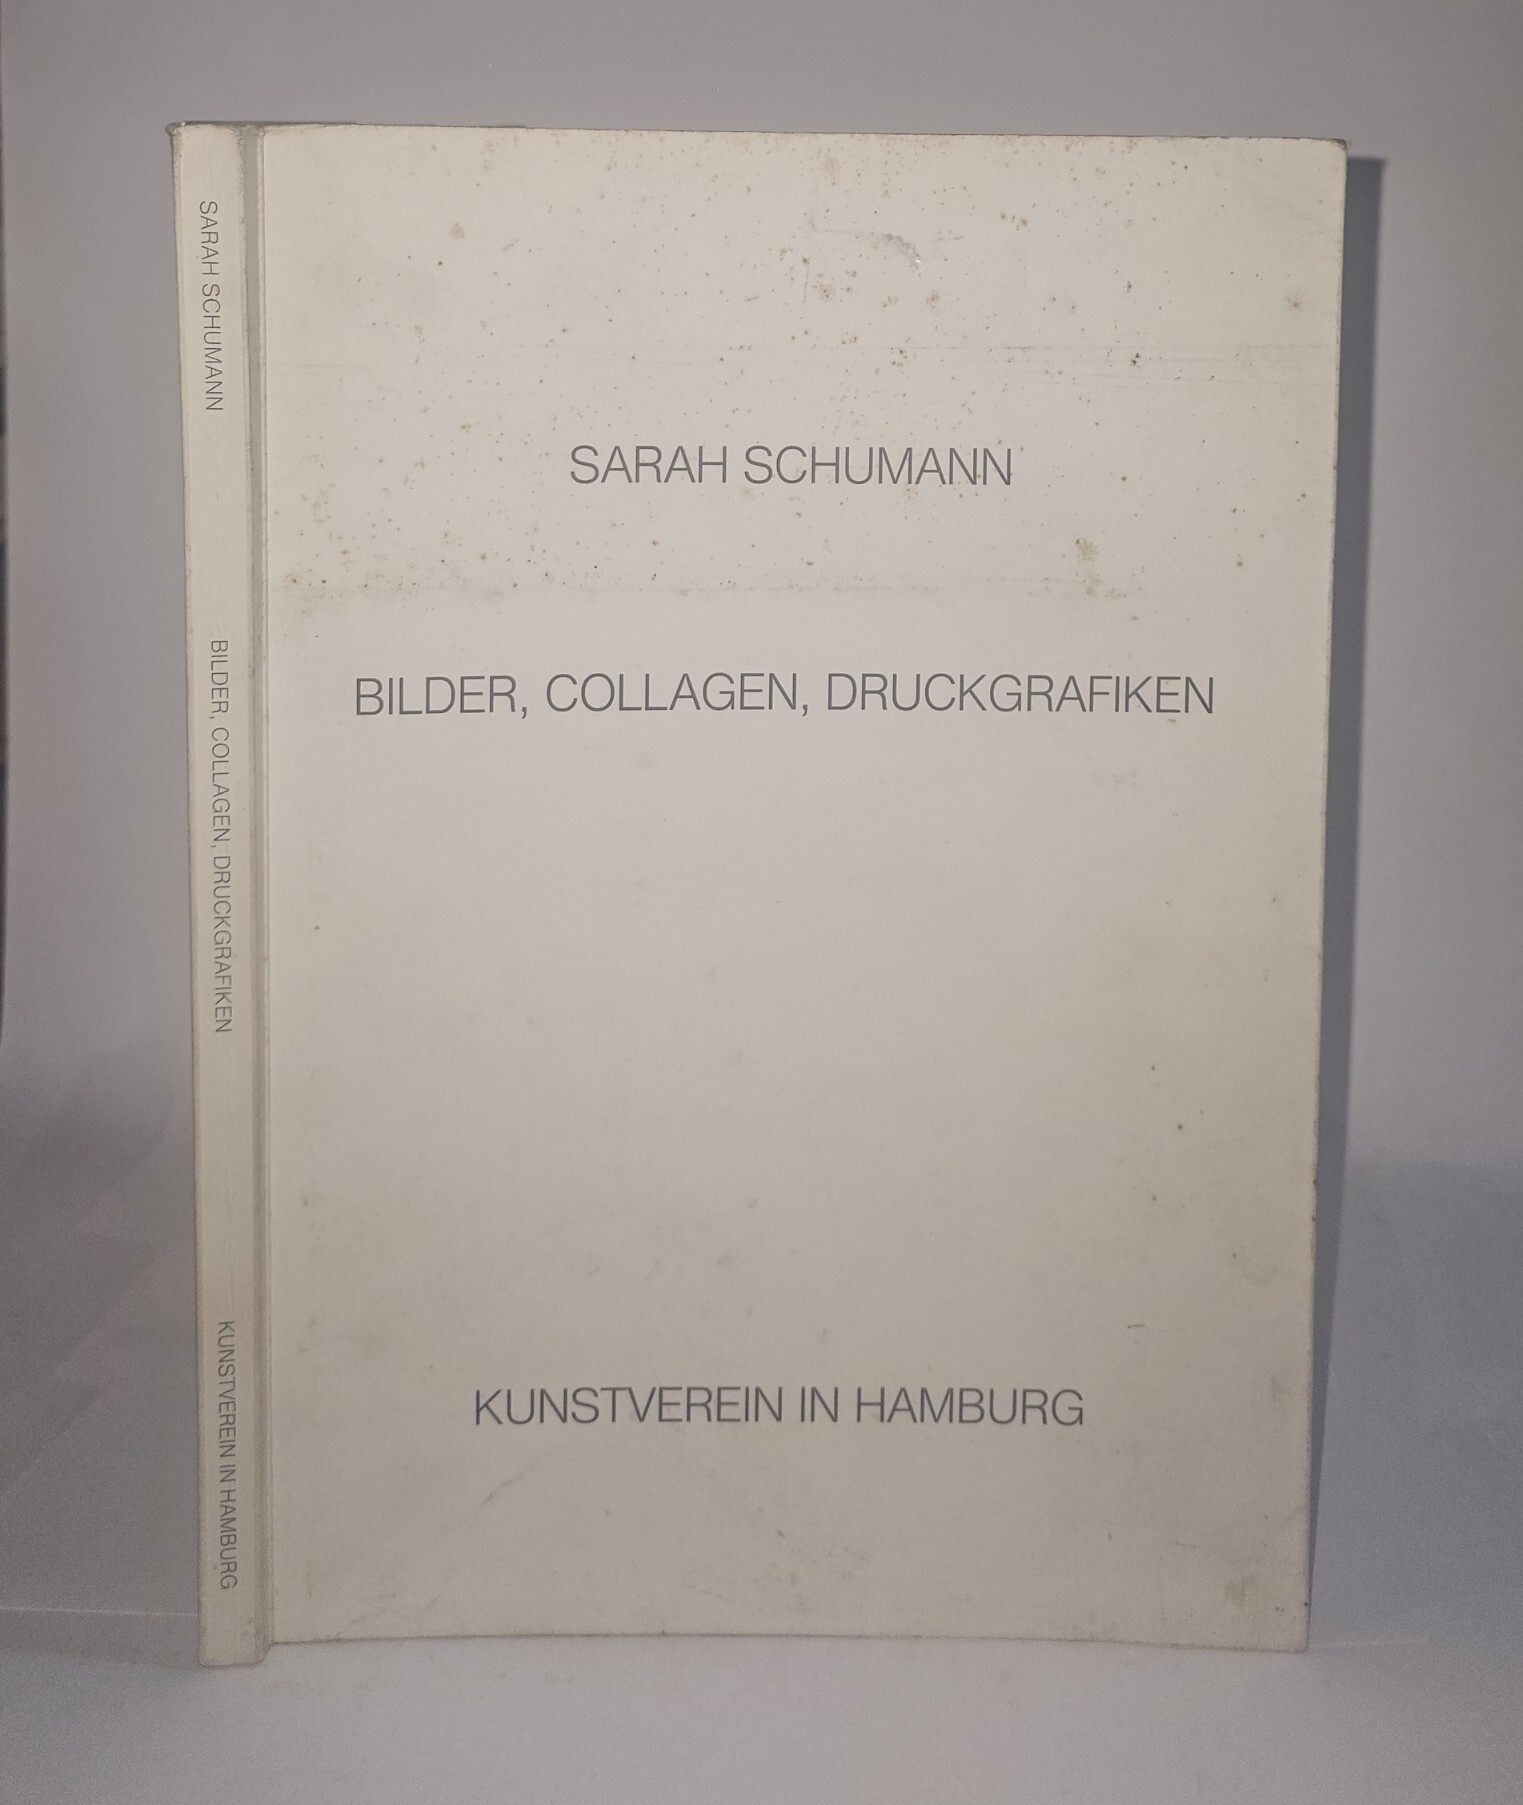 SARAH SCHUMANN
BILDER, COLLAGEN, DRUCKGRAFIKEN
KUNSTVEREIN IN HAMBURG
SARAH SCHUMANN
BILDER, COLLAGEN, DRUCKGRAFIKEN
KUNSTVEREIN IN HAMBURG